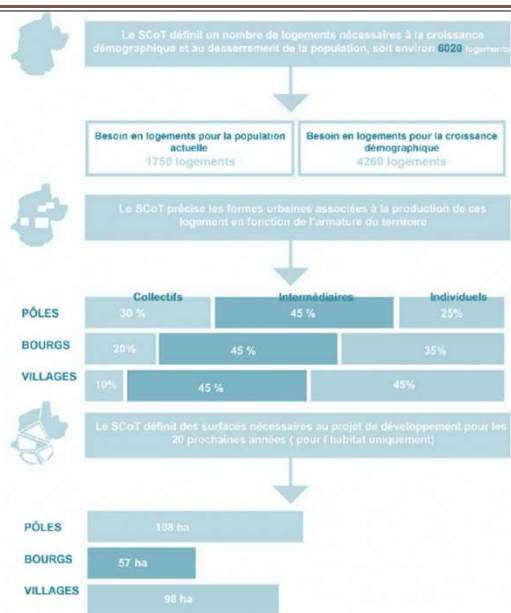 Le SCoT définit un nombre de logements nécessaires à la croissance
démographique et au desserrement de la population, soit environ 6020 logements
Besoin en logements pour la population
actuelle
1750 logements
Besoin en logements pour la croissance
démographique
4260 logements
Le SCoT précise les formes urbaines associées à la production de ces
logement en fonction de l'armature du territoire
Collectifs Intermédiaires Individuels
PÔLES 30 % 45 % 25%
BOURGS 20% 45 % 35%
VILLAGES 10% 45 % 45%
Le SCoT définit des surfaces nécessaires au projet de développement pour les
20 prochaines années ( pour l'habitat uniquement)
PÔLES 108 ha
BOURGS 57 ha
VILLAGES 98 ha